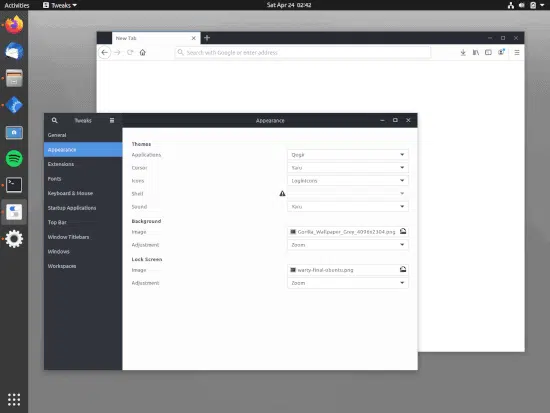 Activities
Tweaks
Sat Apr 24 02:42
New Tab
Search with Google or enter address
Tweaks
Appearance
General
Appearance
Extensions
Fonts
Keyboard & Mouse
Startup Applications
Top Bar
Window Titlebars
Windows
Workspaces
Themes
Applications
Qogir
Cursor
Yaru
Icons
LogInIcons
Shell
Sound
Yaru
Background
Image
Gorilla_Wallpaper_Grey_4096x2304.png
Adjustment
Zoom
Lock Screen
Image
warty-final-ubuntu.png
Adjustment
Zoom